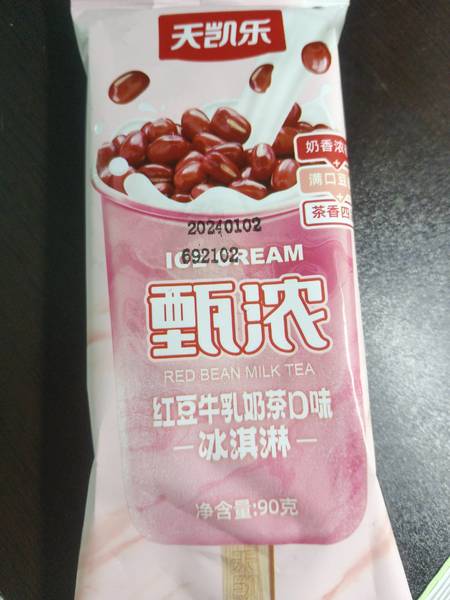 天凯乐
奶香浓
满口豆
茶香四
20240102
692102
ICE CREAM
甄浓
RED BEAN MILK TEA
红豆牛乳奶茶口味
冰淇淋
净含量:90克